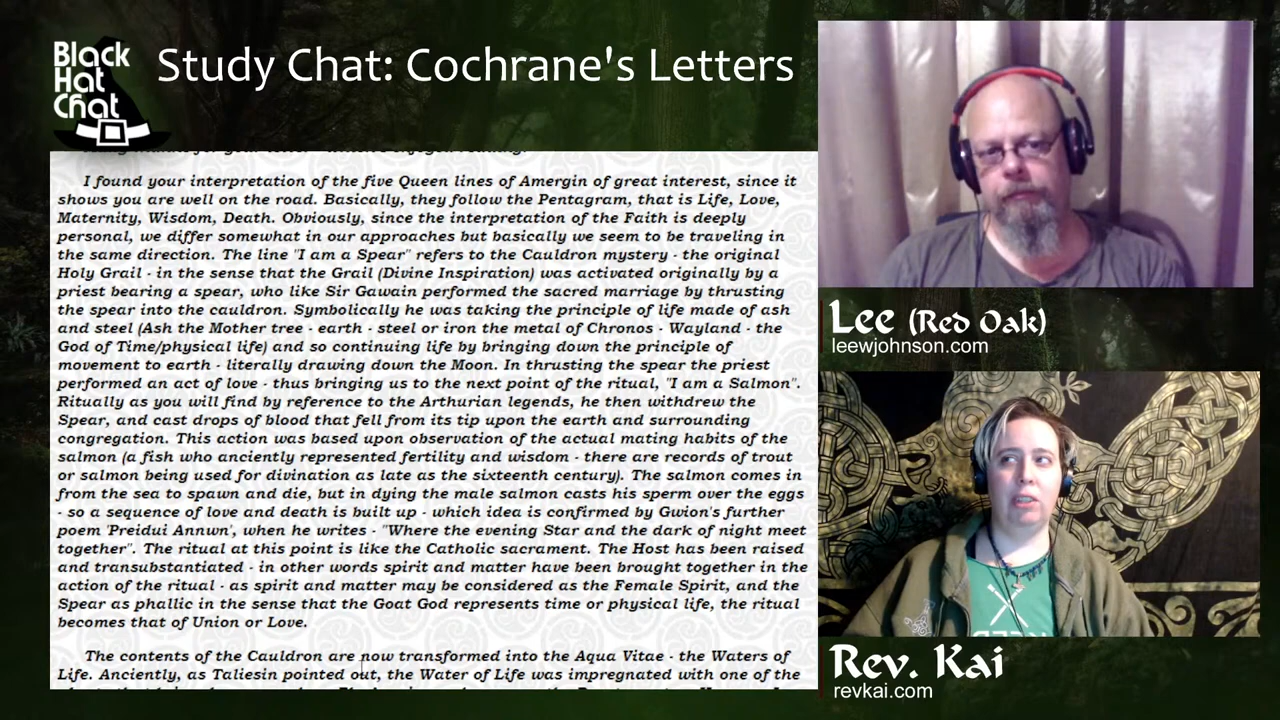 Black
Hat
Chat
Study Chat: Cochrane's Letters
I found your interpretation of the five Queen lines of Amergin of great interest, since it
shows you are well on the road. Basically, they follow the Pentagram, that is Life, Love,
Maternity, Wisdom, Death. Obviously, since the interpretation of the Faith is deeply
personal, we differ somewhat in our approaches but basically we seem to be traveling in
the same direction. The line "I am a Spear" refers to the Cauldron mystery - the original
Holy Grail - in the sense that the Grail (Divine Inspiration) was activated originally by a
priest bearing a spear, who like Sir Gawain performed the sacred marriage by thrusting
the spear into the cauldron. Symbolically he was taking the principle of life made of ash
and steel (Ash the Mother tree - earth - steel or iron the metal of Chronos - Wayland - the
God of Time/physical life) and so continuing life by bringing down the principle of
movement to earth - literally drawing down the Moon. In thrusting the spear the priest
performed an act of love - thus bringing us to the next point of the ritual, "I am a Salmon".
Ritually as you will find by reference to the Arthurian legends, he then withdrew the
Spear, and cast drops of blood that fell from its tip upon the earth and surrounding
congregation. This action was based upon observation of the actual mating habits of the
salmon (a fish who anciently represented fertility and wisdom - there are records of trout
or salmon being used for divination as late as the sixteenth century). The salmon comes in
from the sea to spawn and die, but in dying the male salmon casts his sperm over the eggs
- so a sequence of love and death is built up - which idea is confirmed by Gwion's further
poem 'Preidui Annwn', when he writes - "Where the evening Star and the dark of night meet
together". The ritual at this point is like the Catholic sacrament. The Host has been raised
and transubstantiated - in other words spirit and matter have been brought together in the
action of the ritual - as spirit and matter may be considered as the Female Spirit, and the
Spear as phallic in the sense that the Goat God represents time or physical life, the ritual
becomes that of Union or Love.
The contents of the Cauldron are now transformed into the Aqua Vitae - the Waters of
Life. Anciently, as Taliesin pointed out, the Water of Life was impregnated with one of the
Lee (Red Oak)
leewjohnson.com
Rev. Kai
revkai.com